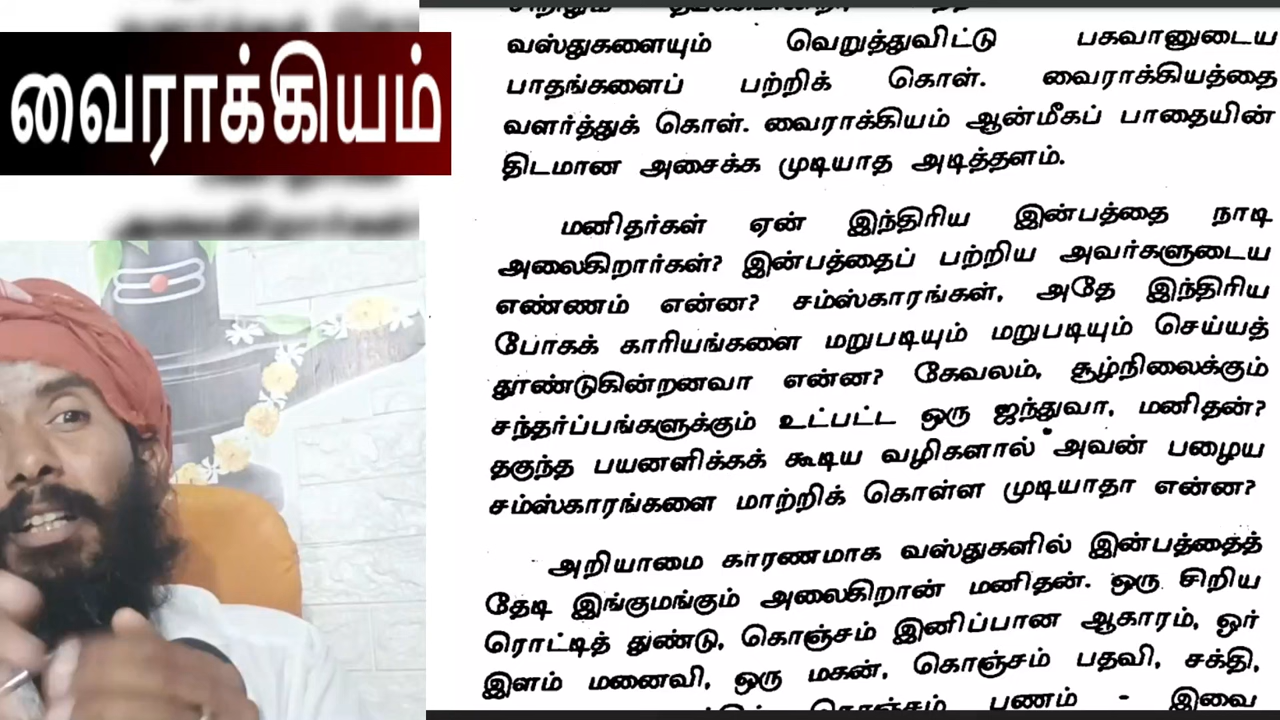 வைராக்கியம்
வஸ்துகளையும் வெறுத்துவிட்டு பகவானுடைய
பாதங்களைப் பற்றிக் கொள். வைராக்கியத்தை
வளர்த்துக் கொள். வைராக்கியம் ஆன்மீகப் பாதையின்
திடமான அசைக்க முடியாத அடித்தளம்.
மனிதர்கள் ஏன் இந்திரிய இன்பத்தை நாடி
அலைகிறார்கள்? இன்பத்தைப் பற்றிய அவர்களுடைய
எண்ணம் என்ன? சம்ஸ்காரங்கள், அதே இந்திரிய
போகக் காரியங்களை மறுபடியும் மறுபடியும் செய்யத்
தூண்டுகின்றனவா என்ன? கேவலம், சூழ்நிலைக்கும்
சந்தர்ப்பங்களுக்கும் உட்பட்ட ஒரு ஜந்துவா, மனிதன்?
தகுந்த பயனளிக்கக் கூடிய வழிகளால் அவன் பழைய
சம்ஸ்காரங்களை மாற்றிக் கொள்ள முடியாதா என்ன?
அறியாமை காரணமாக வஸ்துகளில் இன்பத்தைத்
தேடி இங்குமங்கும் அலைகிறான் மனிதன். ஒரு சிறிய
ரொட்டித் துண்டு, கொஞ்சம் இனிப்பான ஆகாரம், ஓர்
இளம் மனைவி, ஒரு மகன், கொஞ்சம் பதவி, சக்தி,
கொஞ்சம் பணம் - இவை